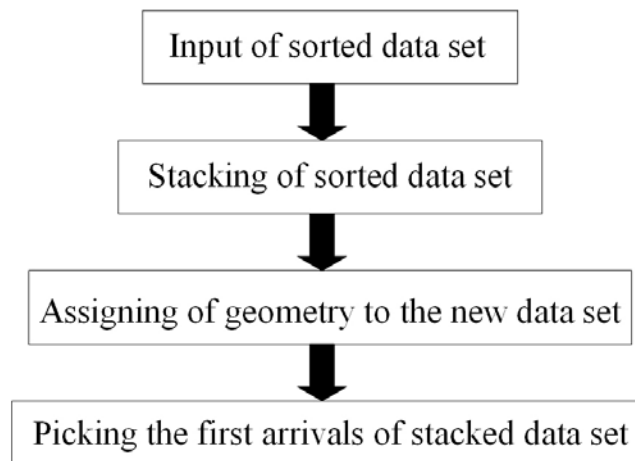 Input of sorted data set
Stacking of sorted data set
Assigning of geometry to the new data set
Picking the first arrivals of stacked data set